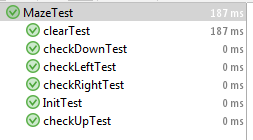 MazeTest 187 ms
clearTest 187 ms
checkDownTest 0 ms
checkLeftTest 0 ms
checkRightTest 0 ms
InitTest 0 ms
checkUpTest 0 ms